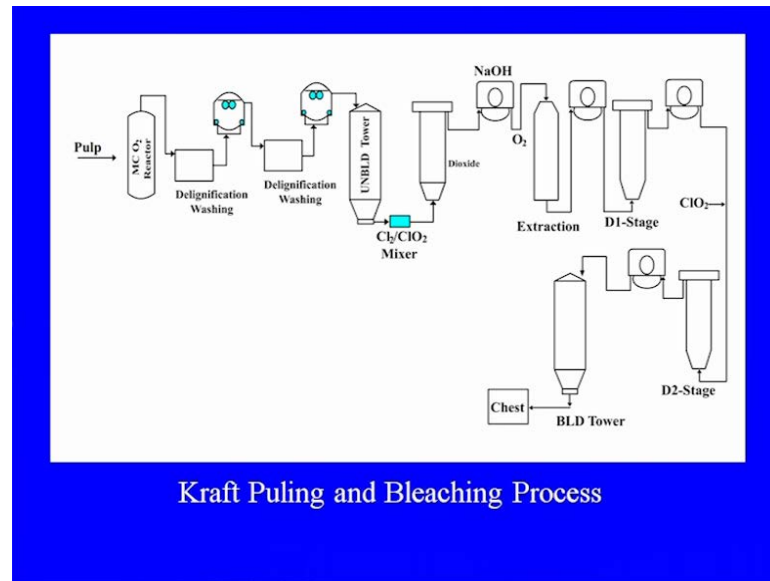 Pulp
MC O₂
Reactor
Delignification
Washing
Delignification
Washing
UNBLD Tower
Cl₂/ClO₂
Mixer
Dioxide
NaOH
O₂
Extraction
D1-Stage
ClO₂
D2-Stage
BLD Tower
Chest
Kraft Puling and Bleaching Process